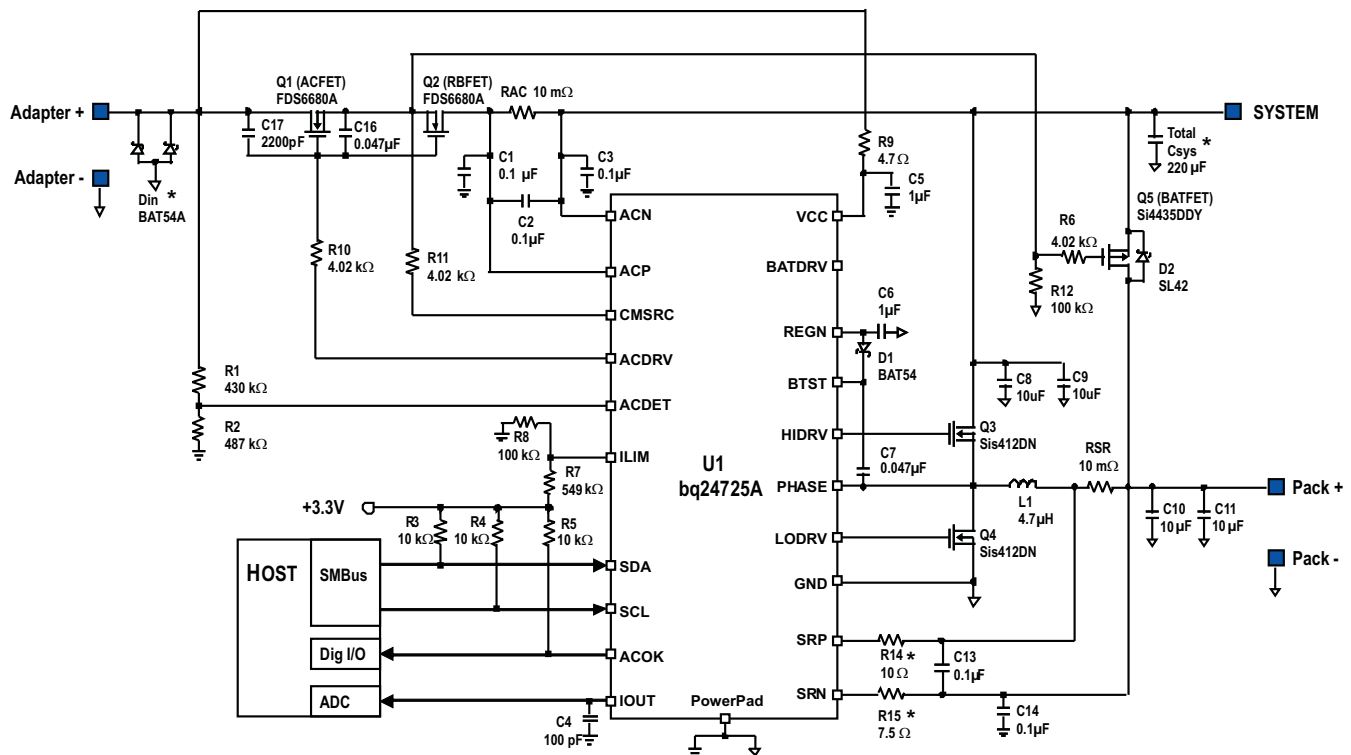 Adapter +
Adapter -
Din *
BAT54A
C17
2200pF
Q1 (ACFET)
FDS6680A
C16
0.047µF
Q2 (RBFET)
FDS6680A
RAC 10 mΩ
C1
0.1 µF
C3
0.1µF
C2
0.1µF
R10
4.02 kΩ
R11
4.02 kΩ
R1
430 kΩ
R2
487 kΩ
R8
100 kΩ
R7
549 kΩ
+3.3V
R3
10 kΩ
R4
10 kΩ
R5
10 kΩ
HOST
SMBus
Dig I/O
ADC
C4
100 pF
ACN
ACP
CMSRC
ACDRV
ACDET
ILIM
SDA
SCL
ACOK
IOUT
U1
bq24725A
PowerPad
VCC
BATDRV
REGN
BTST
HIDRV
PHASE
LODRV
GND
SRP
SRN
R9
4.7 Ω
C5
1µF
C6
1µF
D1
BAT54
C7
0.047µF
SYSTEM
Total *
Csys
220 µF
Q5 (BATFET)
Si4435DDY
R6
4.02 kΩ
R12
100 kΩ
D2
SL42
C8
10uF
C9
10uF
Q3
Sis412DN
RSR
10 mΩ
L1
4.7µH
Q4
Sis412DN
C10
10 µF
C11
10 µF
Pack +
Pack -
R14 *
10 Ω
C13
0.1µF
R15 *
7.5 Ω
C14
0.1µF